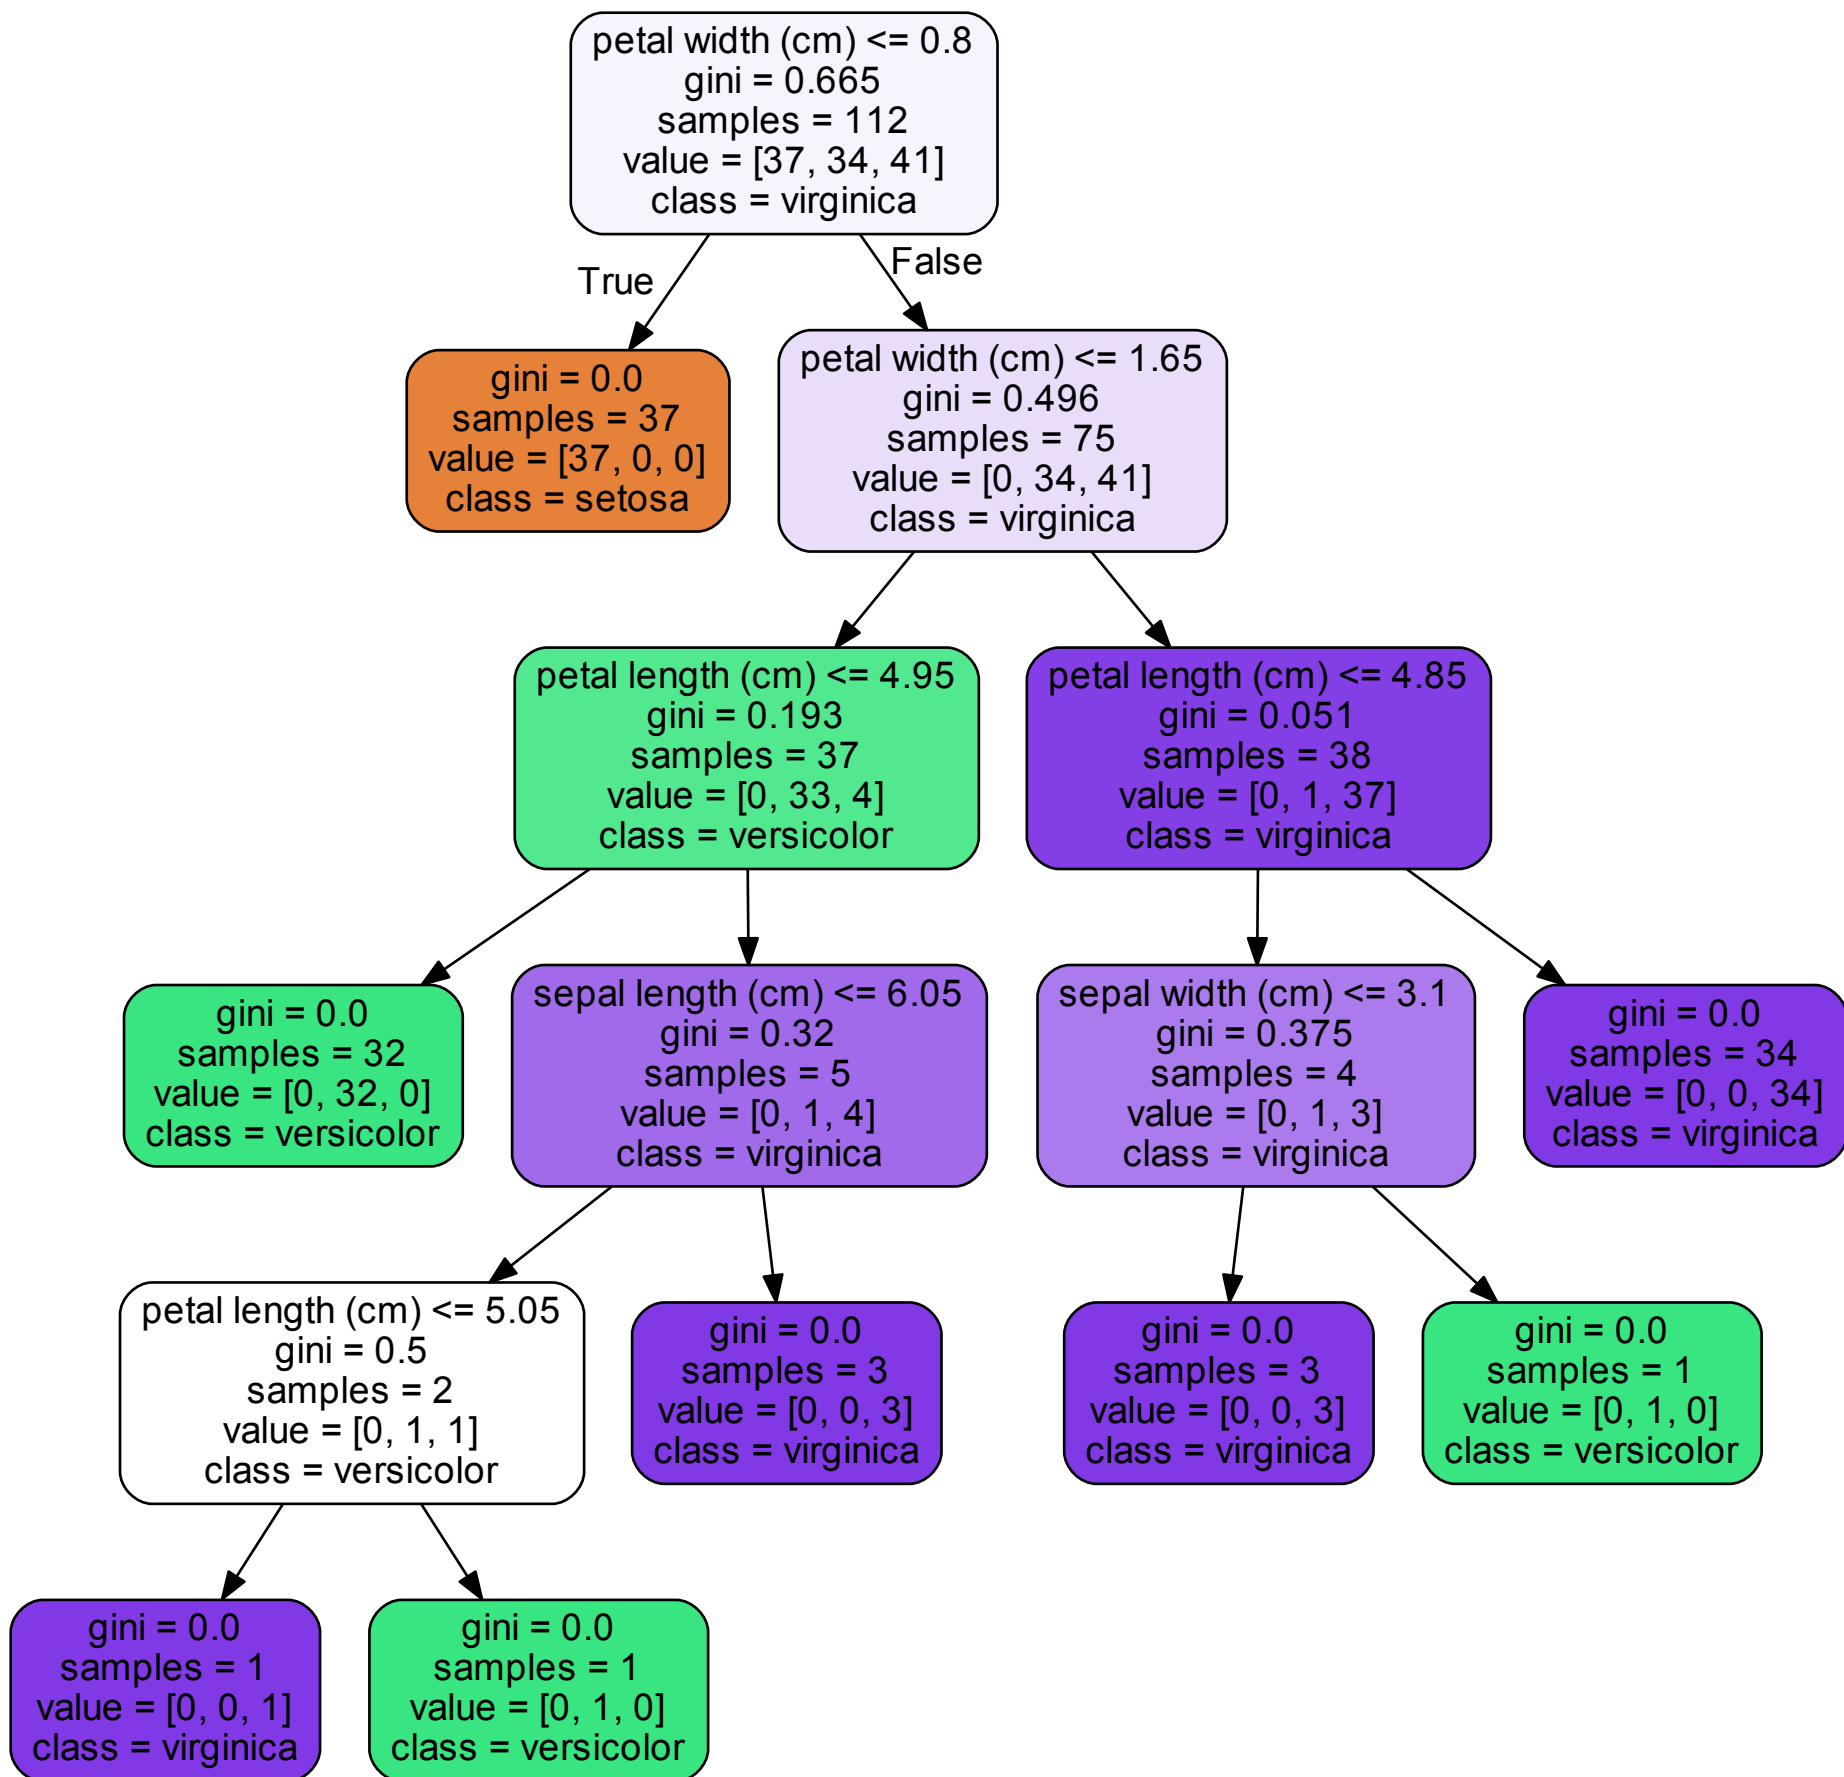 petal width (cm) <= 0.8
gini = 0.665
samples = 112
value = [37, 34, 41]
class = virginica
True
False
gini = 0.0
samples = 37
value = [37, 0, 0]
class = setosa
petal width (cm) <= 1.65
gini = 0.496
samples = 75
value = [0, 34, 41]
class = virginica
petal length (cm) <= 4.95
gini = 0.193
samples = 37
value = [0, 33, 4]
class = versicolor
petal length (cm) <= 4.85
gini = 0.051
samples = 38
value = [0, 1, 37]
class = virginica
gini = 0.0
samples = 32
value = [0, 32, 0]
class = versicolor
sepal length (cm) <= 6.05
gini = 0.32
samples = 5
value = [0, 1, 4]
class = virginica
sepal width (cm) <= 3.1
gini = 0.375
samples = 4
value = [0, 1, 3]
class = virginica
gini = 0.0
samples = 34
value = [0, 0, 34]
class = virginica
petal length (cm) <= 5.05
gini = 0.5
samples = 2
value = [0, 1, 1]
class = versicolor
gini = 0.0
samples = 3
value = [0, 0, 3]
class = virginica
gini = 0.0
samples = 3
value = [0, 0, 3]
class = virginica
gini = 0.0
samples = 1
value = [0, 1, 0]
class = versicolor
gini = 0.0
samples = 1
value = [0, 0, 1]
class = virginica
gini = 0.0
samples = 1
value = [0, 1, 0]
class = versicolor